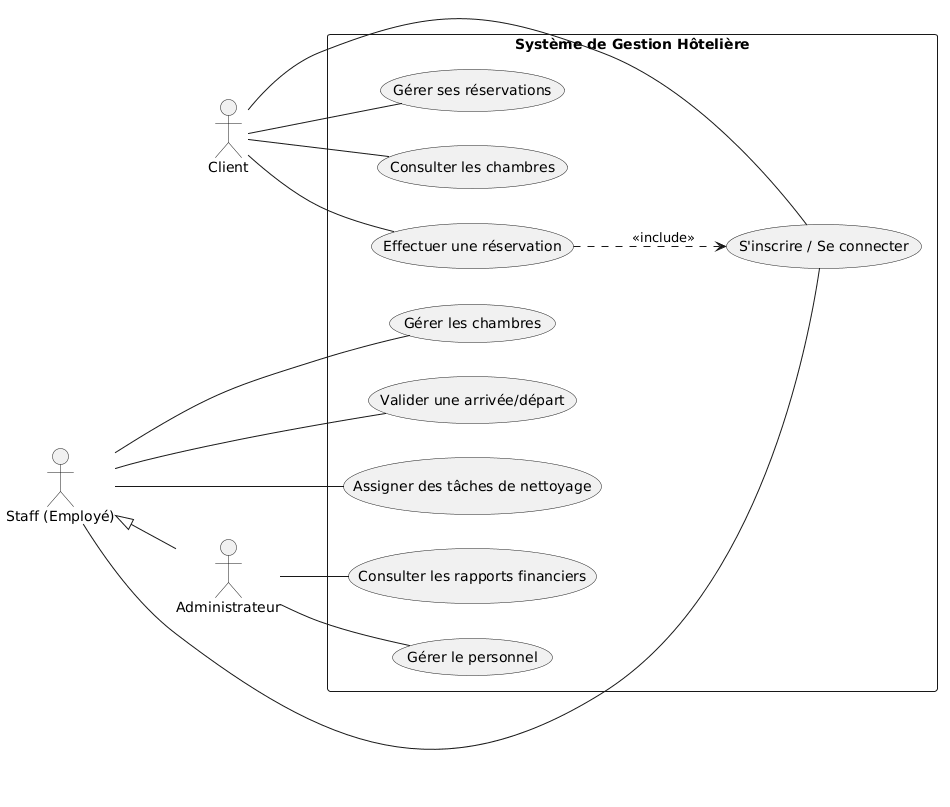 Système de Gestion Hôtelière
Gérer ses réservations
Client
Consulter les chambres
Effectuer une réservation
«include»
S'inscrire / Se connecter
Gérer les chambres
Valider une arrivée/départ
Assigner des tâches de nettoyage
Staff (Employé)
Consulter les rapports financiers
Administrateur
Gérer le personnel